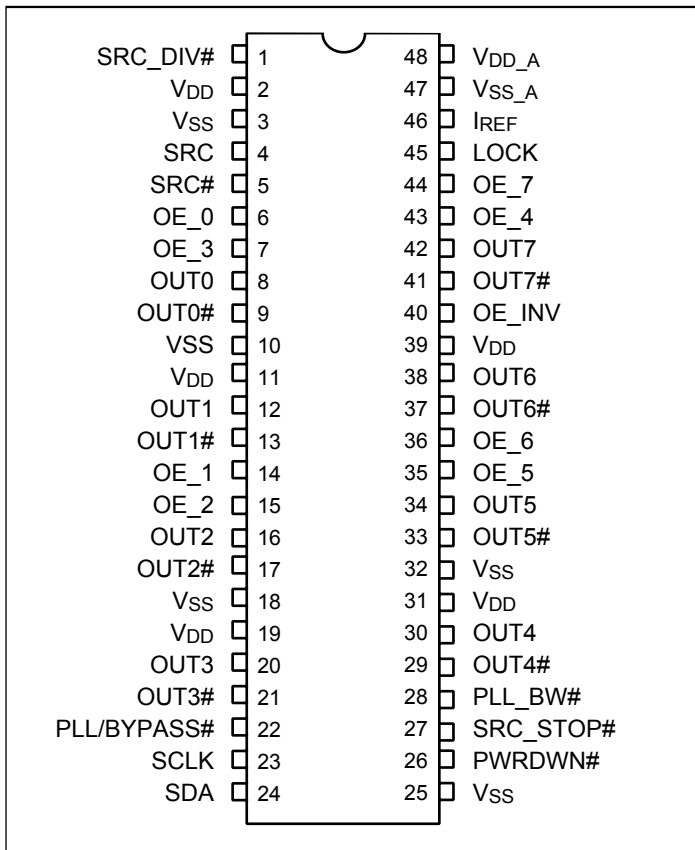 SRC_DIV# 1 48 VDD_A
VDD 2 47 VSS_A
VSS 3 46 IREF
SRC 4 45 LOCK
SRC# 5 44 OE_7
OE_0 6 43 OE_4
OE_3 7 42 OUT7
OUT0 8 41 OUT7#
OUT0# 9 40 OE_INV
VSS 10 39 VDD
VDD 11 38 OUT6
OUT1 12 37 OUT6#
OUT1# 13 36 OE_6
OE_1 14 35 OE_5
OE_2 15 34 OUT5
OUT2 16 33 OUT5#
OUT2# 17 32 VSS
VSS 18 31 VDD
VDD 19 30 OUT4
OUT3 20 29 OUT4#
OUT3# 21 28 PLL_BW#
PLL/BYPASS# 22 27 SRC_STOP#
SCLK 23 26 PWRDWN#
SDA 24 25 VSS